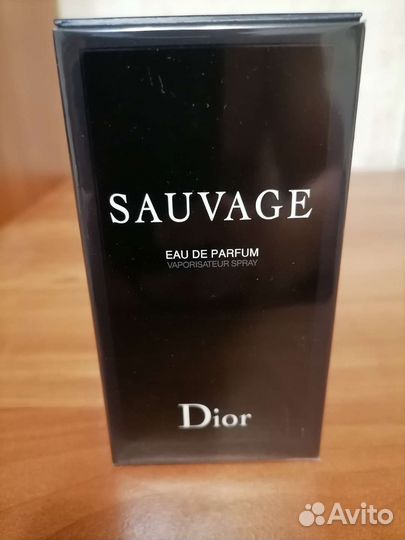 SAUVAGE
EAU DE PARFUM
VAPORISATEUR SPRAY
Dior
Avito